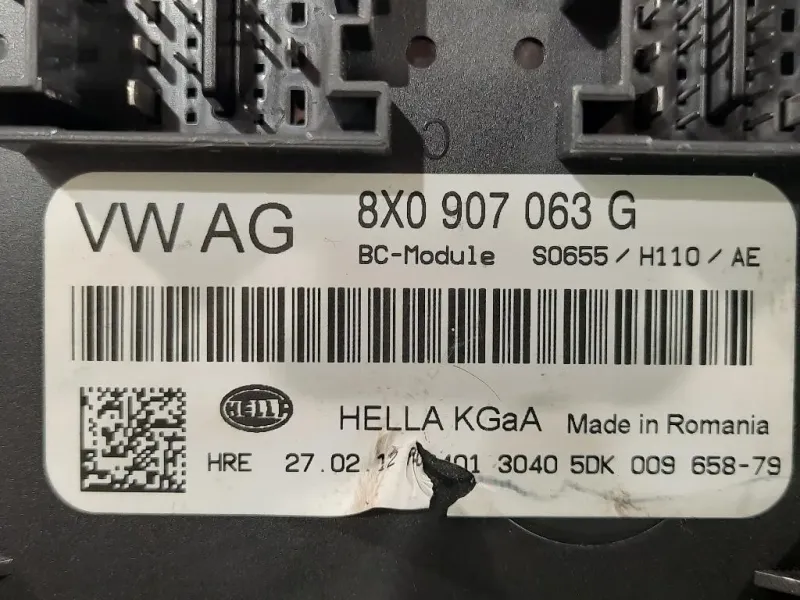 VW AG
8X0 907 063 G
BC-Module S0655 / H110 / AE
HELLA
HELLA KGaA Made in Romania
HRE 27.02.12 3040 5DK 009 658-79
C